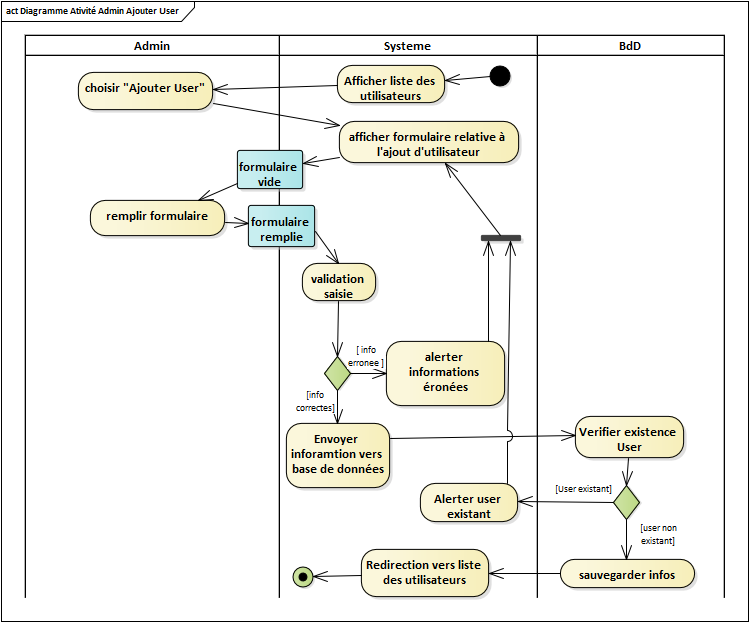 act Diagramme Ativité Admin Ajouter User
Admin
Systeme
BdD
Afficher liste des
utilisateurs
choisir "Ajouter User"
afficher formulaire relative à
l'ajout d'utilisateur
formulaire
vide
remplir formulaire
formulaire
remplie
validation
saisie
[ info
erronee ]
alerter
informations
éronées
[info
correctes]
Envoyer
inforamtion vers
base de données
Verifier existence
User
[User existant]
Alerter user
existant
[user non
existant]
sauvegarder infos
Redirection vers liste
des utilisateurs